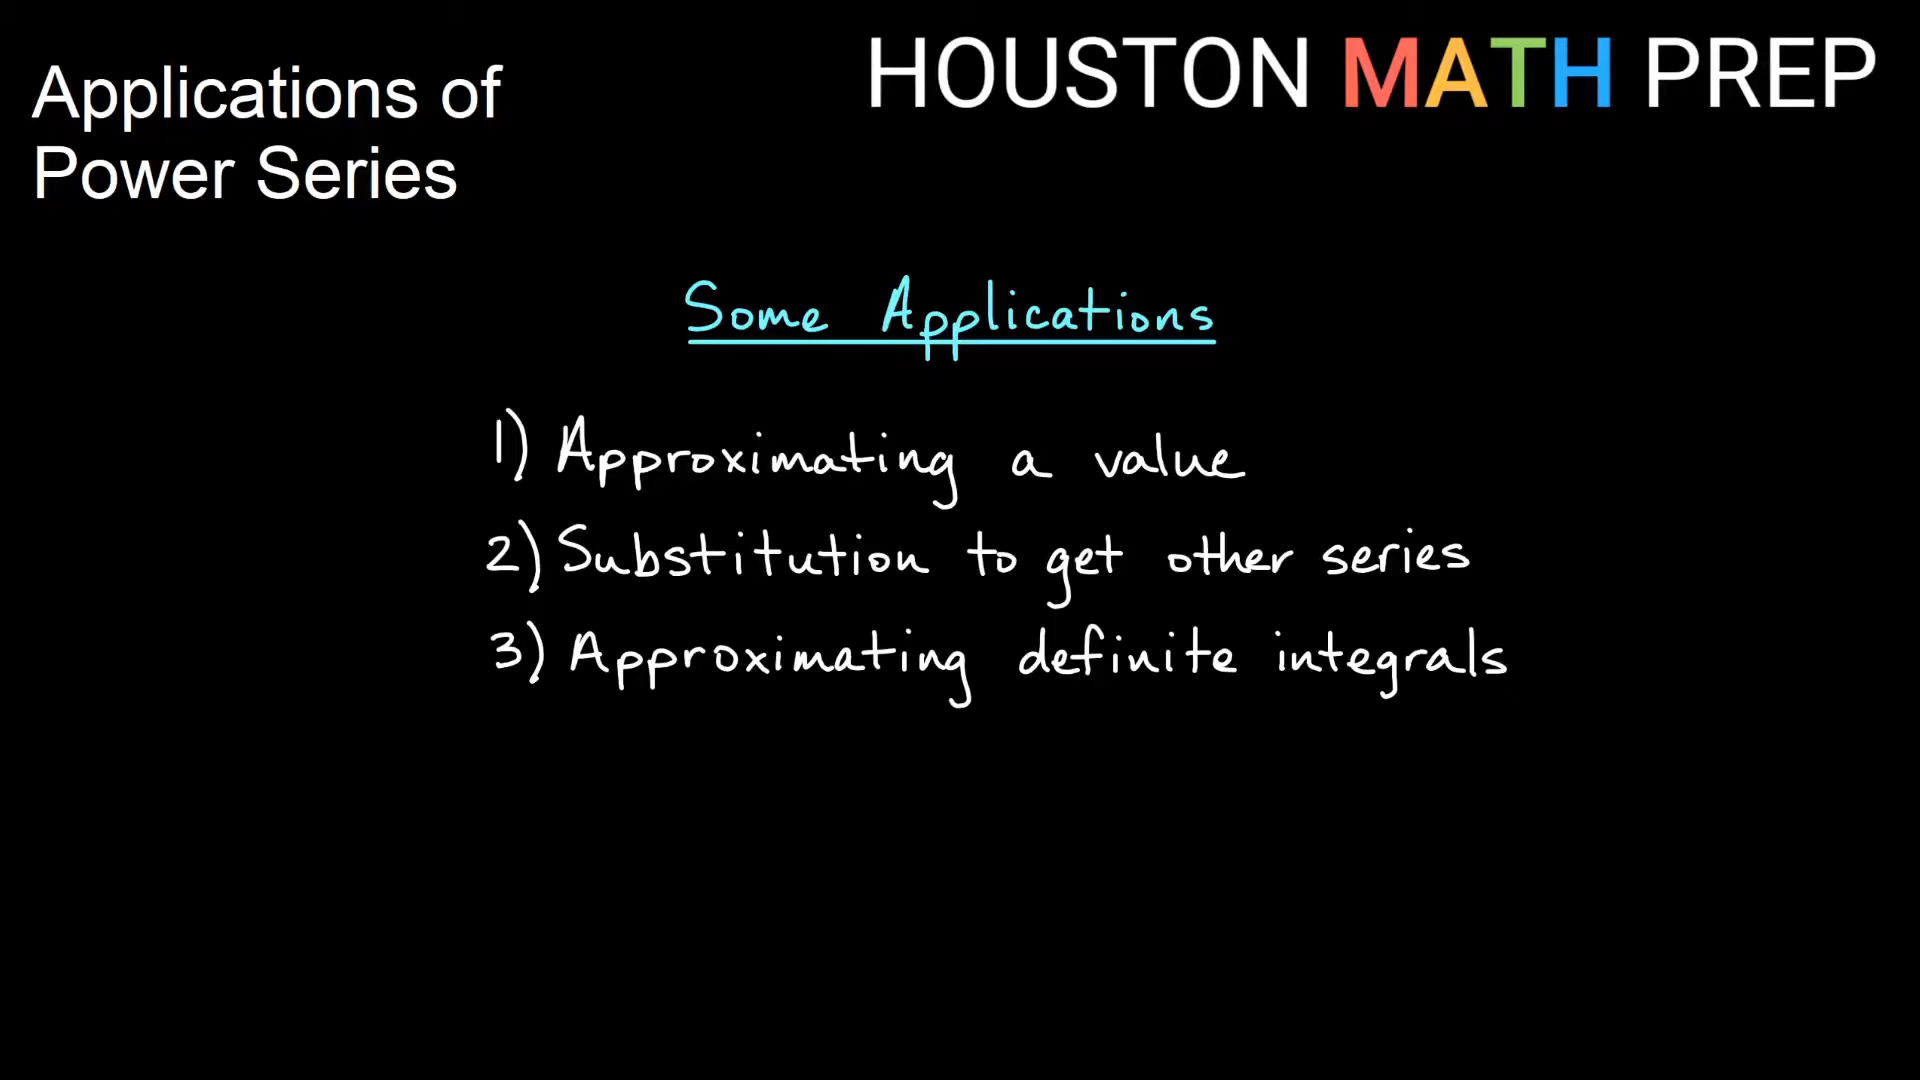 Applications of
Power Series
HOUSTON MATH PREP
Some Applications
1) Approximating a value
2) Substitution to get other series
3) Approximating definite integrals